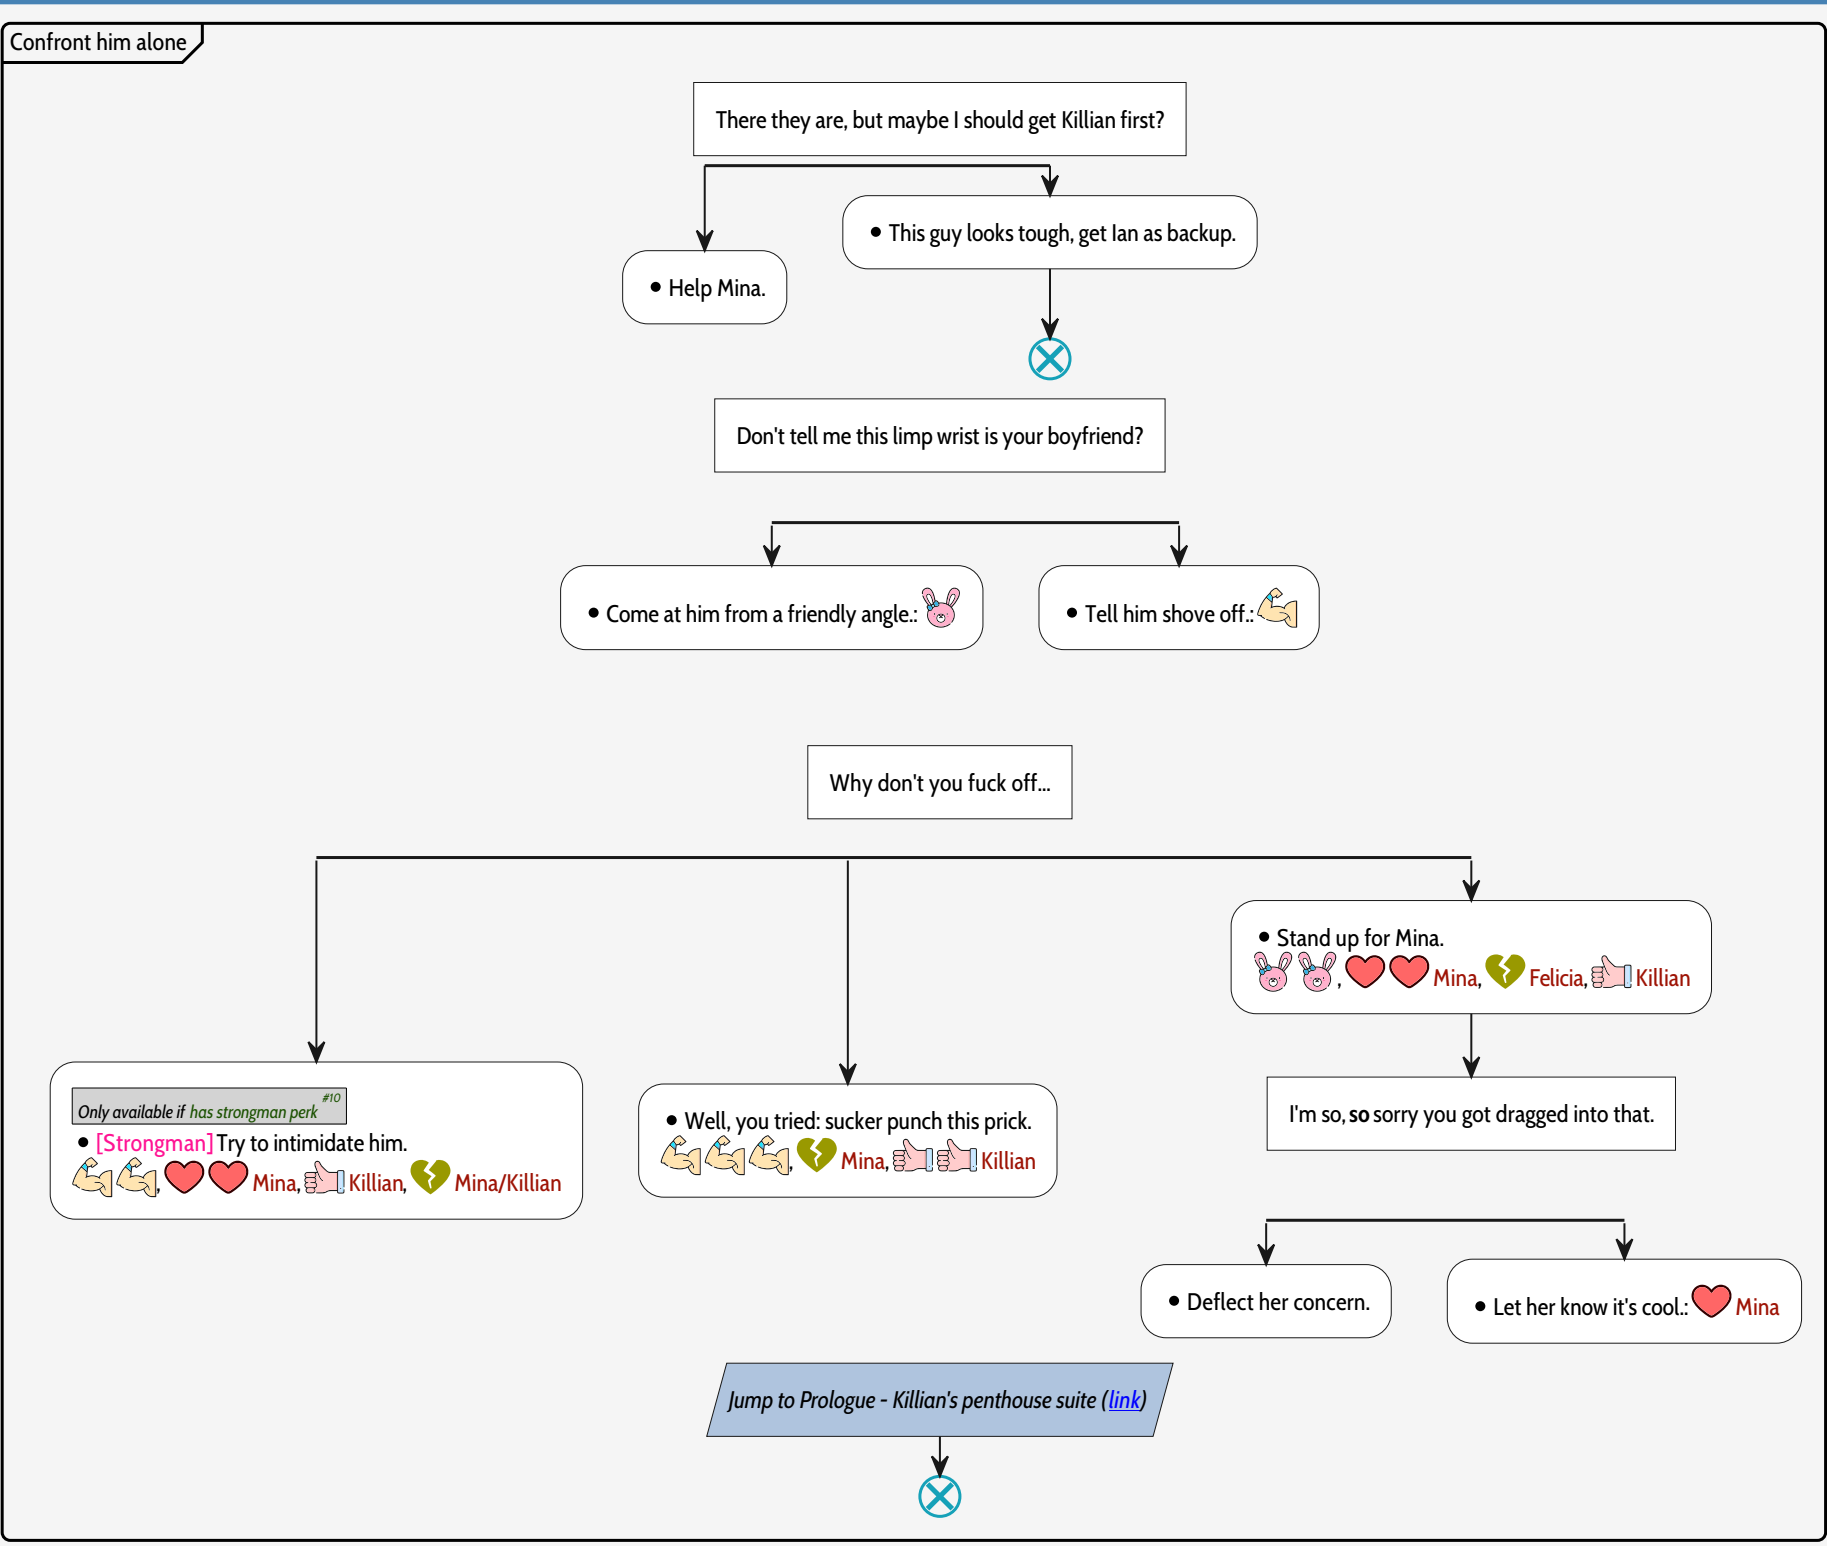 Confront him alone
There they are, but maybe I should get Killian first?
• This guy looks tough, get Ian as backup.
• Help Mina.
Don't tell me this limp wrist is your boyfriend?
• Come at him from a friendly angle.:
• Tell him shove off.:
Why don't you fuck off...
• Stand up for Mina.
, Mina, Felicia, Killian
Only available if has strongman perk #10
• [Strongman] Try to intimidate him.
, Mina, Killian, Mina/Killian
• Well, you tried: sucker punch this prick.
, Mina, Killian
I'm so, so sorry you got dragged into that.
• Deflect her concern.
• Let her know it's cool.: Mina
Jump to Prologue - Killian's penthouse suite (link)